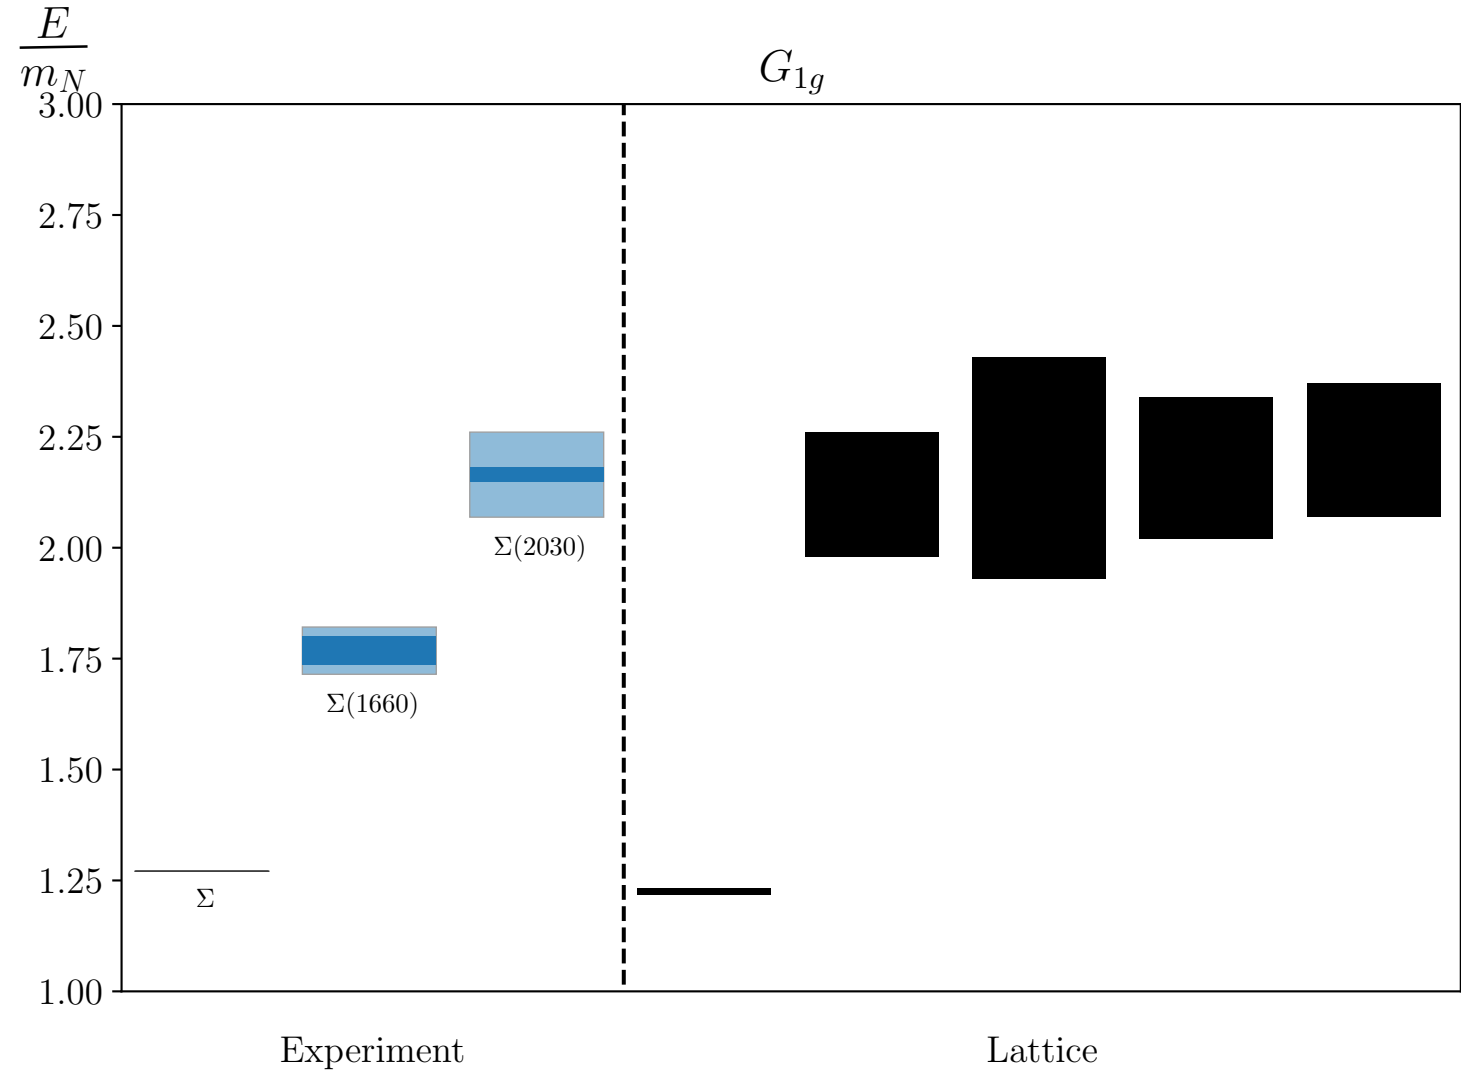 E
m_N
G_{1g}
3.00
2.75
2.50
2.25
2.00
1.75
1.50
1.25
1.00
Σ(2030)
Σ(1660)
Σ
Experiment
Lattice